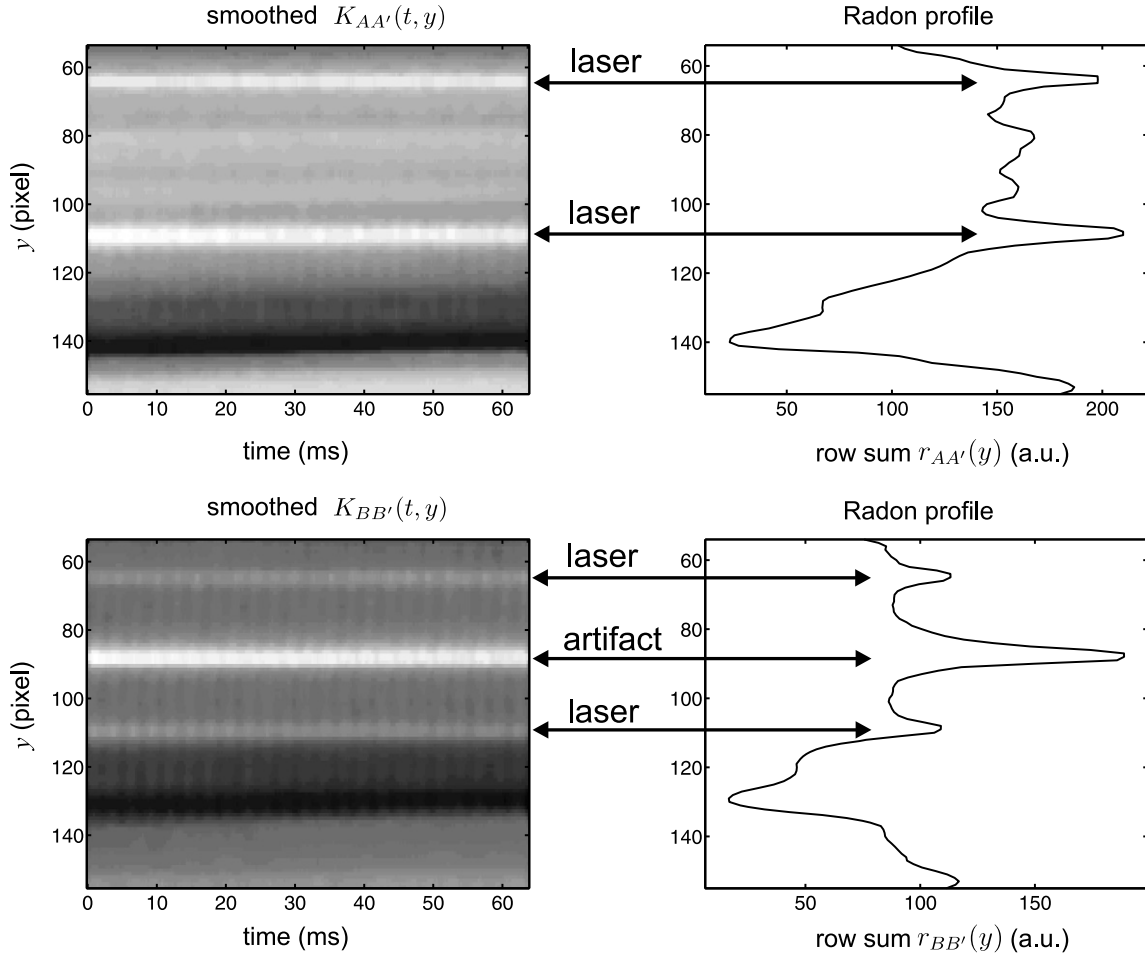 smoothed K_{AA'}(t, y)
Radon profile
laser
laser
60
80
100
120
140
y (pixel)
0 10 20 30 40 50 60
time (ms)
60
80
100
120
140
50 100 150 200
row sum r_{AA'}(y) (a.u.)
smoothed K_{BB'}(t, y)
Radon profile
laser
artifact
laser
60
80
100
120
140
y (pixel)
0 10 20 30 40 50 60
time (ms)
60
80
100
120
140
50 100 150
row sum r_{BB'}(y) (a.u.)